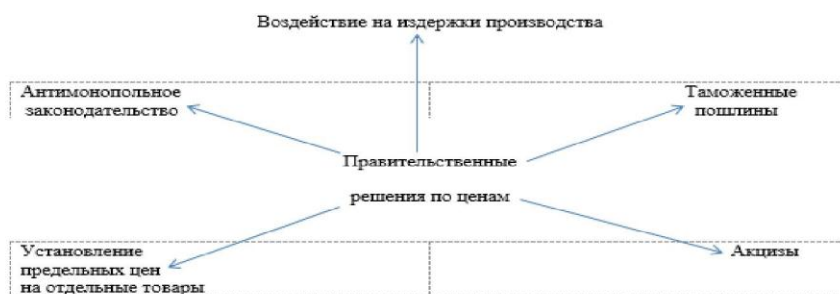 Воздействие на издержки производства
Антимонопольное
законодательство
Таможенные
пошлины
Правительственные
решения по ценам
Установление
предельных цен
на отдельные товары
Акцизы